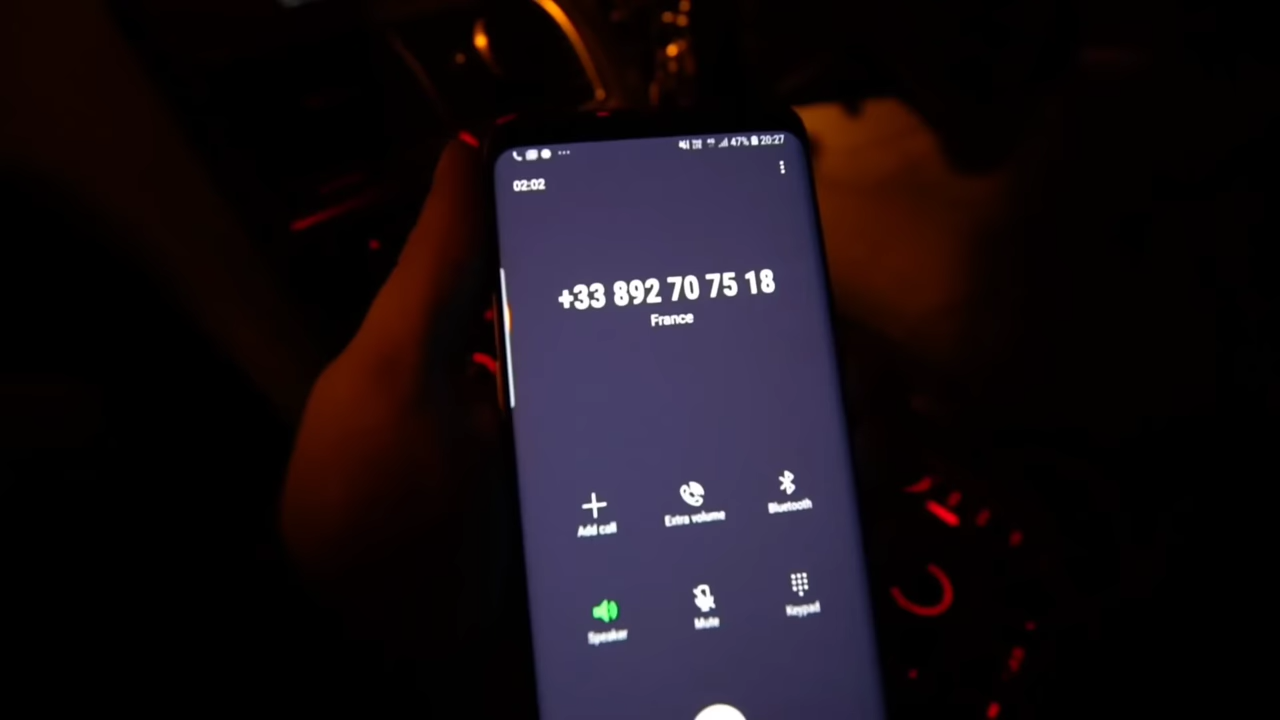 47% 20:27
02:02
+33 892 70 75 18
France
Add call Extra volume Bluetooth
Speaker Mute Keypad